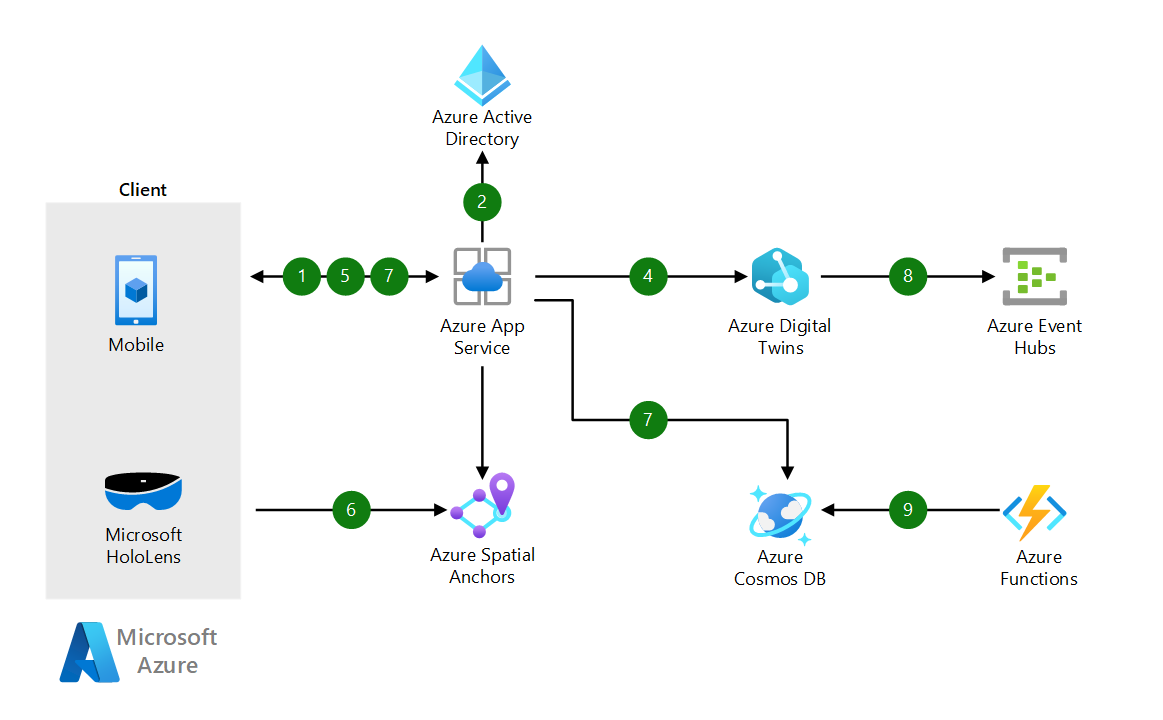 Azure Active
Directory
Client
2
1
5
7
4
8
Mobile
Azure App
Service
Azure Digital
Twins
Azure Event
Hubs
7
6
9
Microsoft
HoloLens
Azure Spatial
Anchors
Azure
Cosmos DB
Azure
Functions
Microsoft
Azure